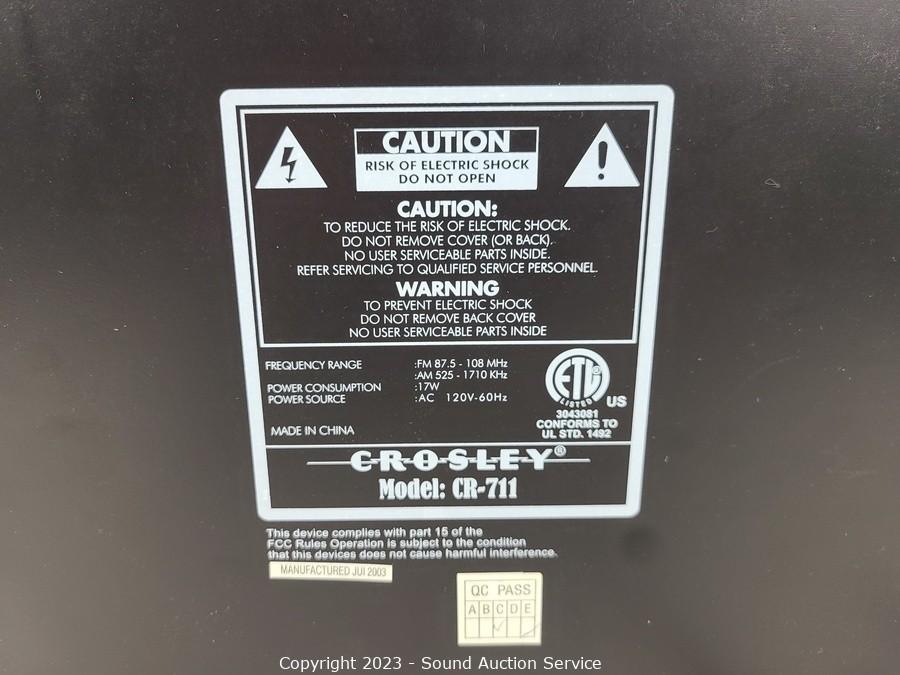 CAUTION
RISK OF ELECTRIC SHOCK
DO NOT OPEN
CAUTION:
TO REDUCE THE RISK OF ELECTRIC SHOCK.
DO NOT REMOVE COVER (OR BACK).
NO USER SERVICEABLE PARTS INSIDE.
REFER SERVICING TO QUALIFIED SERVICE PERSONNEL.
WARNING
TO PREVENT ELECTRIC SHOCK
DO NOT REMOVE BACK COVER
NO USER SERVICEABLE PARTS INSIDE
FREQUENCY RANGE :FM 87.5 - 108 MHz
:AM 525 - 1710 KHz
POWER CONSUMPTION :17W
POWER SOURCE :AC 120V-60Hz
MADE IN CHINA
ETL®
LISTED US
3043081
CONFORMS TO
UL STD. 1492
CROSLEY®
Model: CR-711
This device complies with part 15 of the
FCC Rules Operation is subject to the condition
that this devices does not cause harmful interference.
MANUFACTURED JUI 2003
QC PASS
A B C D E
Copyright 2023 - Sound Auction Service